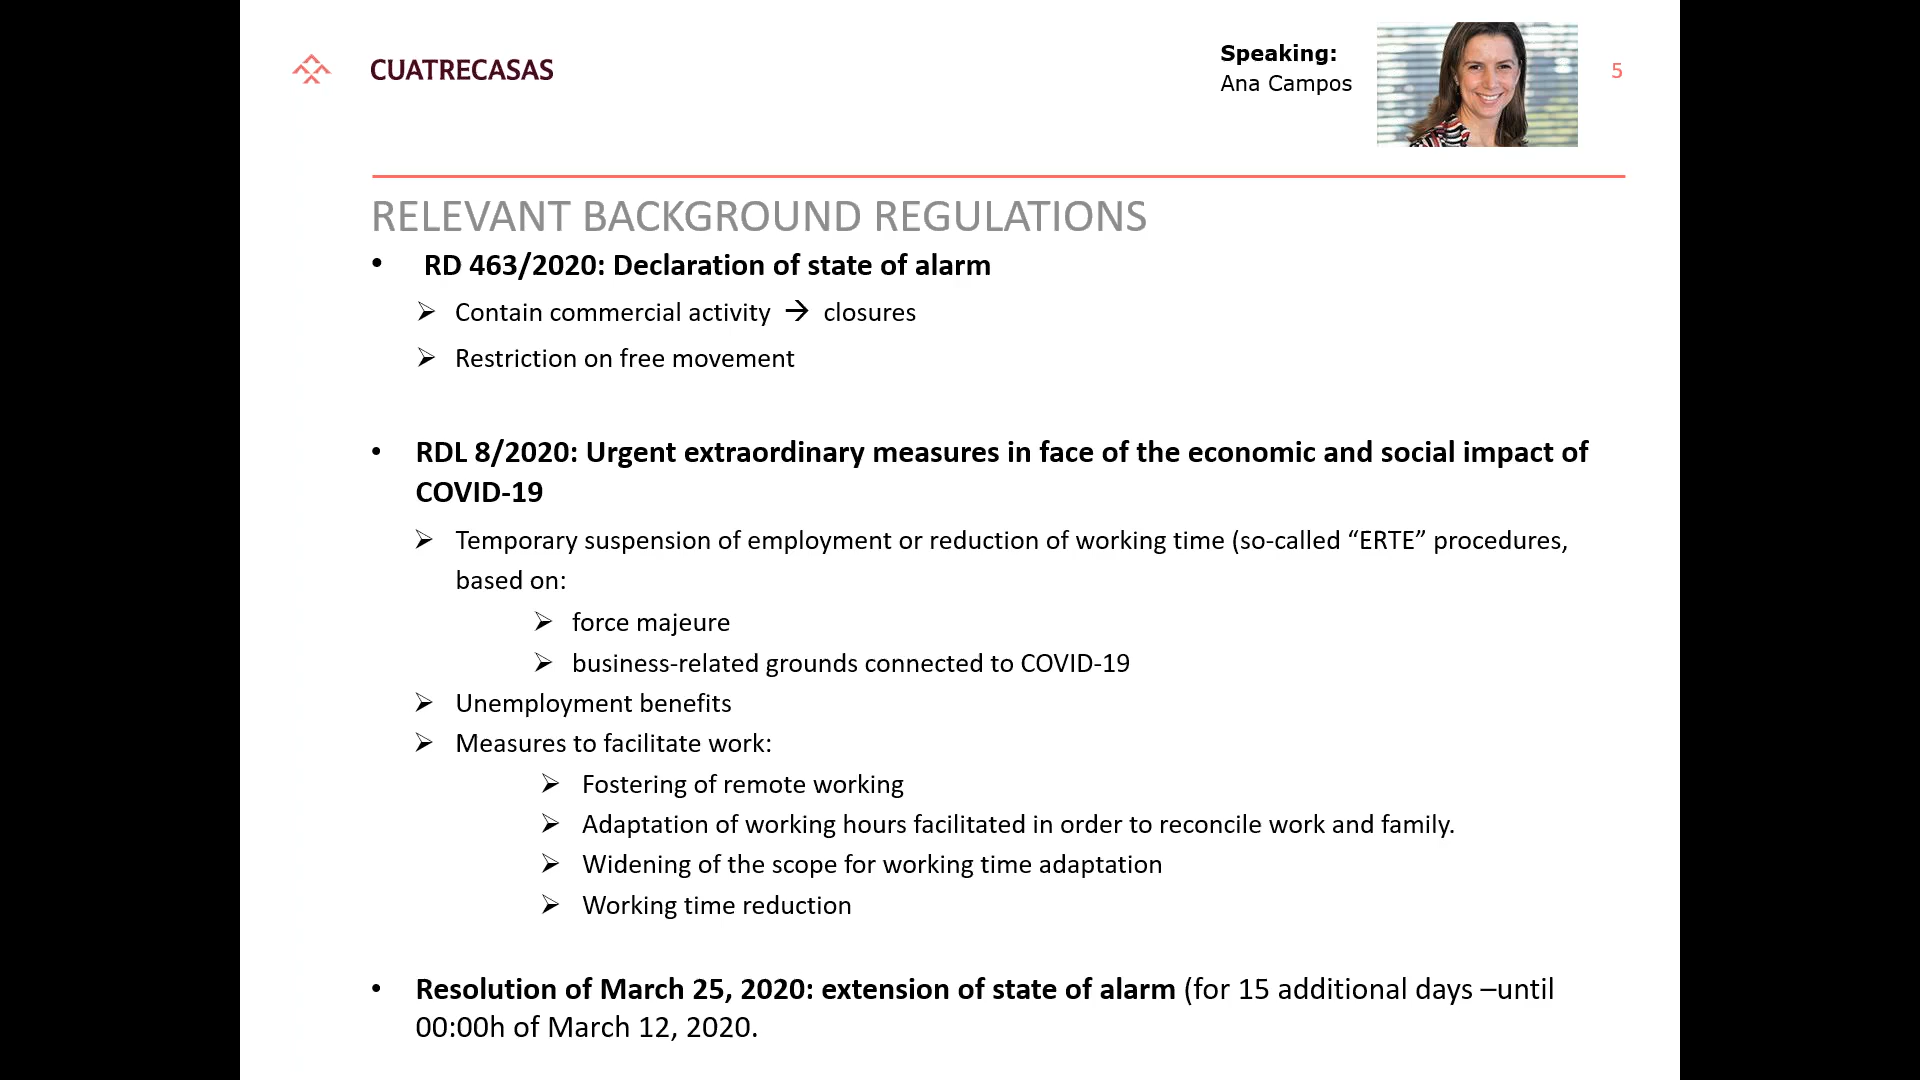 CUATRECASAS
Speaking:
Ana Campos
5
RELEVANT BACKGROUND REGULATIONS
• RD 463/2020: Declaration of state of alarm
➢ Contain commercial activity → closures
➢ Restriction on free movement
• RDL 8/2020: Urgent extraordinary measures in face of the economic and social impact of
COVID-19
➢ Temporary suspension of employment or reduction of working time (so-called “ERTE” procedures,
based on:
➢ force majeure
➢ business-related grounds connected to COVID-19
➢ Unemployment benefits
➢ Measures to facilitate work:
➢ Fostering of remote working
➢ Adaptation of working hours facilitated in order to reconcile work and family.
➢ Widening of the scope for working time adaptation
➢ Working time reduction
• Resolution of March 25, 2020: extension of state of alarm (for 15 additional days –until
00:00h of March 12, 2020.